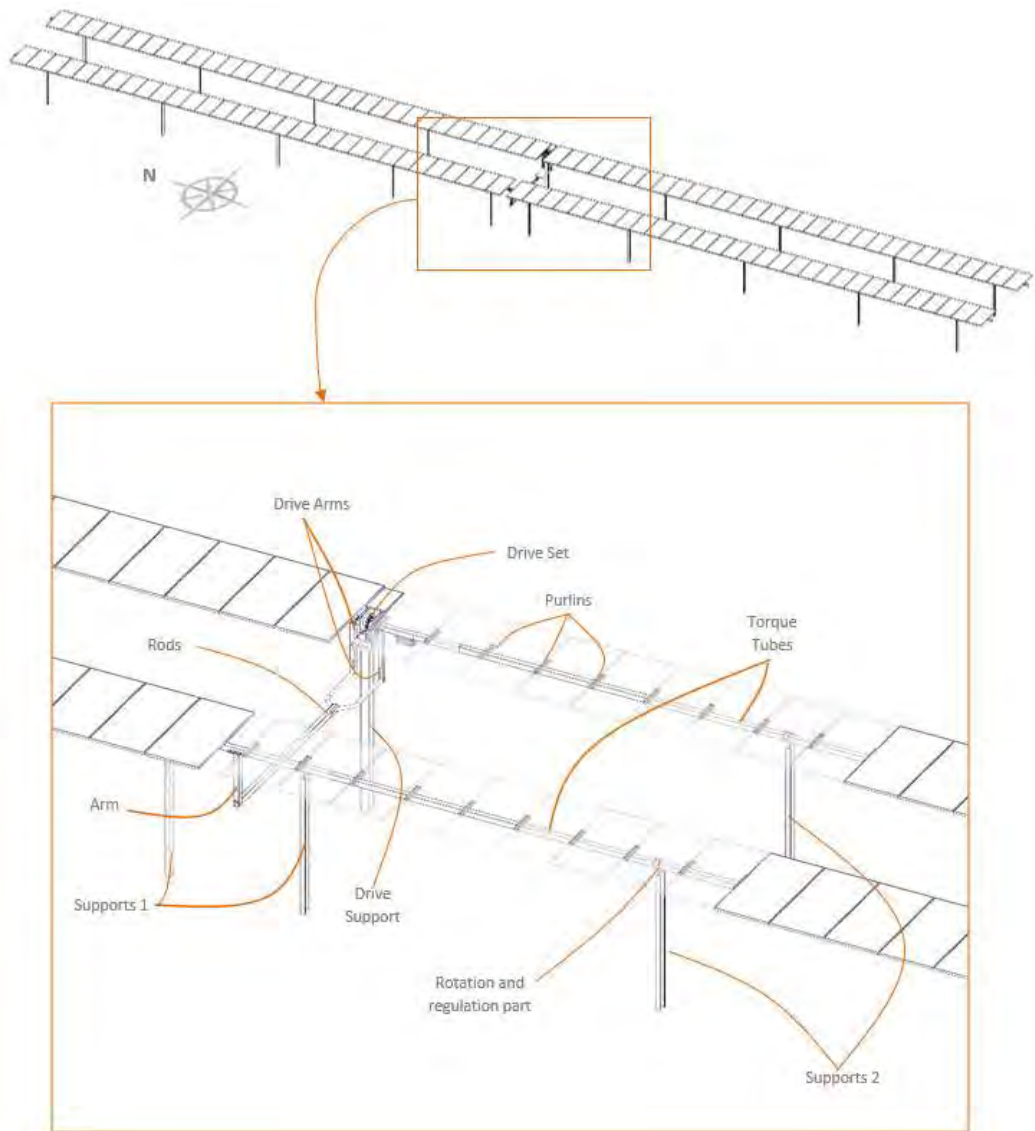 N
Drive Arms
Drive Set
Purlins
Torque
Tubes
Rods
Arm
Supports 1
Drive
Support
Rotation and
regulation part
Supports 2